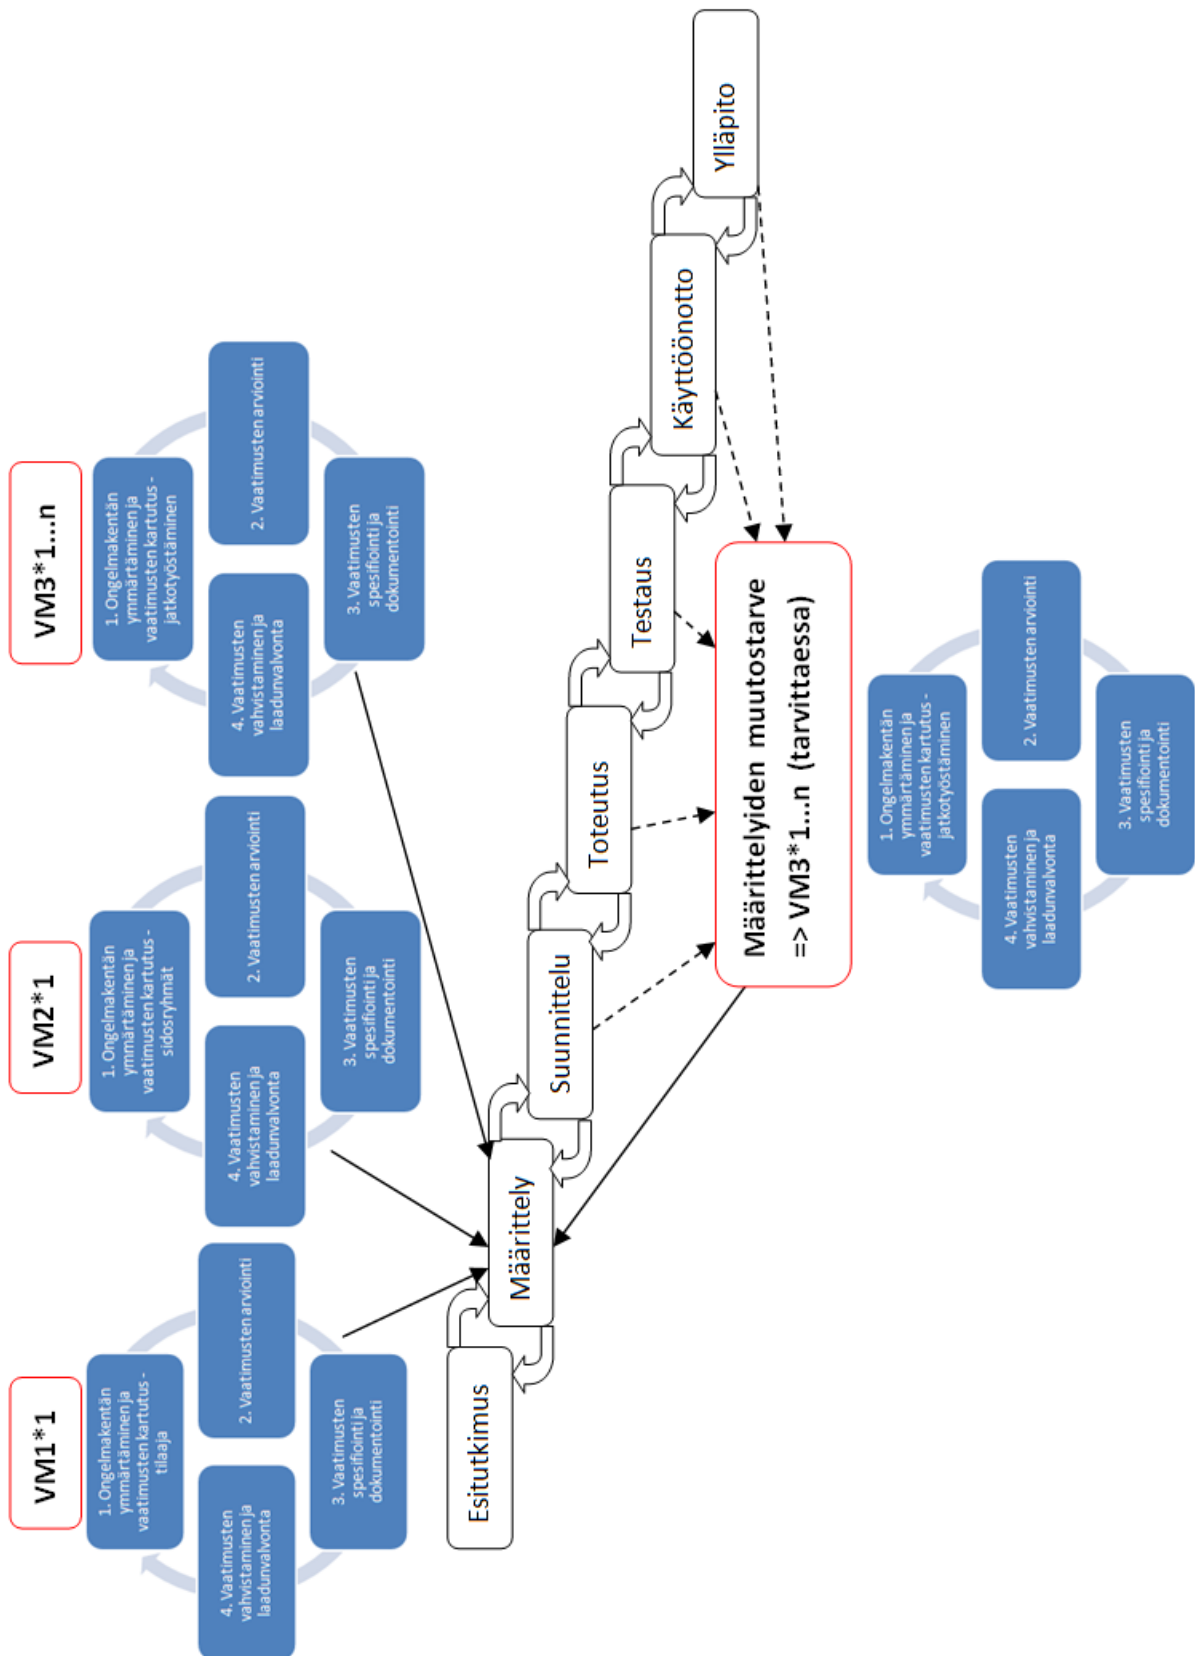 VM1*1
1. Ongelmakentän
ymmärtäminen ja
vaatimusten kartutus -
tilaaja
2. Vaatimusten arviointi
3. Vaatimusten
spesifiointi ja
dokumentointi
4. Vaatimusten
vahvistaminen ja
laadunvalvonta
VM2*1
1. Ongelmakentän
ymmärtäminen ja
vaatimusten kartutus -
sidosryhmät
2. Vaatimusten arviointi
3. Vaatimusten
spesifiointi ja
dokumentointi
4. Vaatimusten
vahvistaminen ja
laadunvalvonta
VM3*1...n
1. Ongelmakentän
ymmärtäminen ja
vaatimusten kartutus -
jatkotyöstäminen
2. Vaatimusten arviointi
3. Vaatimusten
spesifiointi ja
dokumentointi
4. Vaatimusten
vahvistaminen ja
laadunvalvonta
Esitutkimus
Määrittely
Suunnittelu
Toteutus
Testaus
Käyttöönotto
Ylläpito
Määrittelyiden muutostarve
=> VM3*1...n (tarvittaessa)
1. Ongelmakentän
ymmärtäminen ja
vaatimusten kartutus -
jatkotyöstäminen
2. Vaatimusten arviointi
3. Vaatimusten
spesifiointi ja
dokumentointi
4. Vaatimusten
vahvistaminen ja
laadunvalvonta